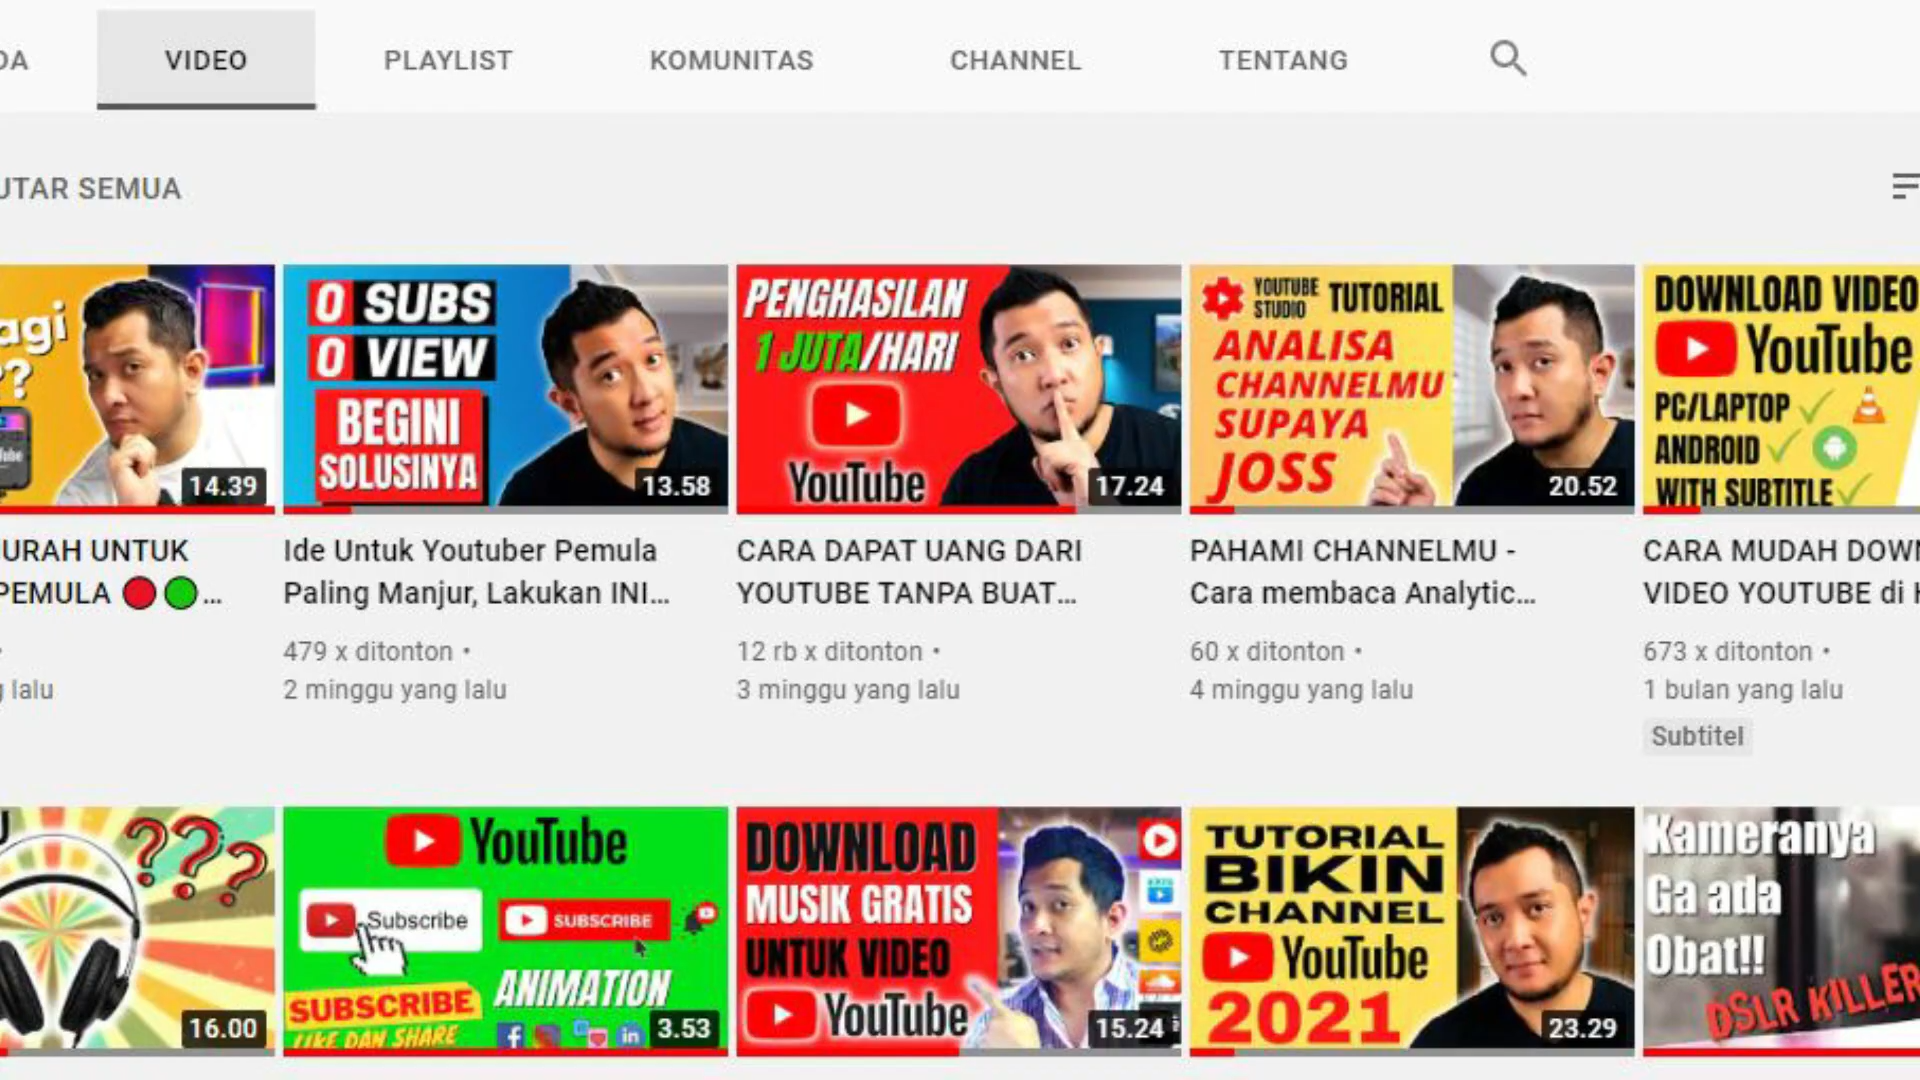 DA
VIDEO
PLAYLIST
KOMUNITAS
CHANNEL
TENTANG
UTAR SEMUA
agi
??
14.39
0 SUBS
0 VIEW
BEGINI
SOLUSINYA
13.58
PENGHASILAN
1 JUTA/HARI
YouTube
17.24
YOUTUBE
STUDIO
TUTORIAL
ANALISA
CHANNELMU
SUPAYA
JOSS
20.52
DOWNLOAD VIDEO
YouTube
PC/LAPTOP
ANDROID
WITH SUBTITLE
URAH UNTUK
PEMULA 🔴🟢...
lalu
Ide Untuk Youtuber Pemula
Paling Manjur, Lakukan INI...
479 x ditonton •
2 minggu yang lalu
CARA DAPAT UANG DARI
YOUTUBE TANPA BUAT...
12 rb x ditonton •
3 minggu yang lalu
PAHAMI CHANNELMU -
Cara membaca Analytic...
60 x ditonton •
4 minggu yang lalu
CARA MUDAH DOWN
VIDEO YOUTUBE di H
673 x ditonton •
1 bulan yang lalu
Subtitel
???
16.00
YouTube
Subscribe
SUBSCRIBE
ANIMATION
SUBSCRIBE
LIKE DAN SHARE
3.53
DOWNLOAD
MUSIK GRATIS
UNTUK VIDEO
YouTube
15.24
TUTORIAL
BIKIN
CHANNEL
YouTube
2021
23.29
Kameranya
Ga ada
Obat!!
DSLR KILLER